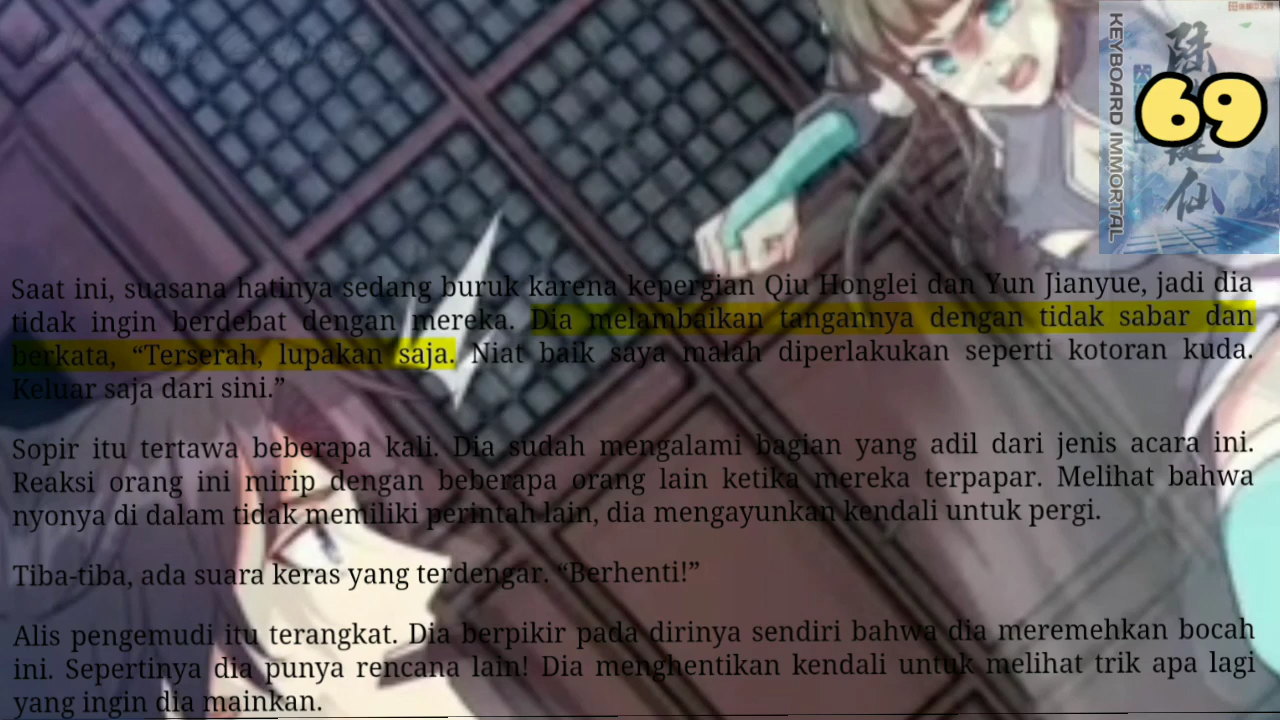 KEYBOARD IMMORTAL
69
仙
Saat ini, suasana hatinya sedang buruk karena kepergian Qiu Honglei dan Yun Jianyue, jadi dia
tidak ingin berdebat dengan mereka. Dia melambaikan tangannya dengan tidak sabar dan
berkata, “Terserah, lupakan saja. Niat baik saya malah diperlakukan seperti kotoran kuda.
Keluar saja dari sini.”
Sopir itu tertawa beberapa kali. Dia sudah mengalami bagian yang adil dari jenis acara ini.
Reaksi orang ini mirip dengan beberapa orang lain ketika mereka terpapar. Melihat bahwa
nyonya di dalam tidak memiliki perintah lain, dia mengayunkan kendali untuk pergi.
Tiba-tiba, ada suara keras yang terdengar. “Berhenti!”
Alis pengemudi itu terangkat. Dia berpikir pada dirinya sendiri bahwa dia meremehkan bocah
ini. Sepertinya dia punya rencana lain! Dia menghentikan kendali untuk melihat trik apa lagi
yang ingin dia mainkan.